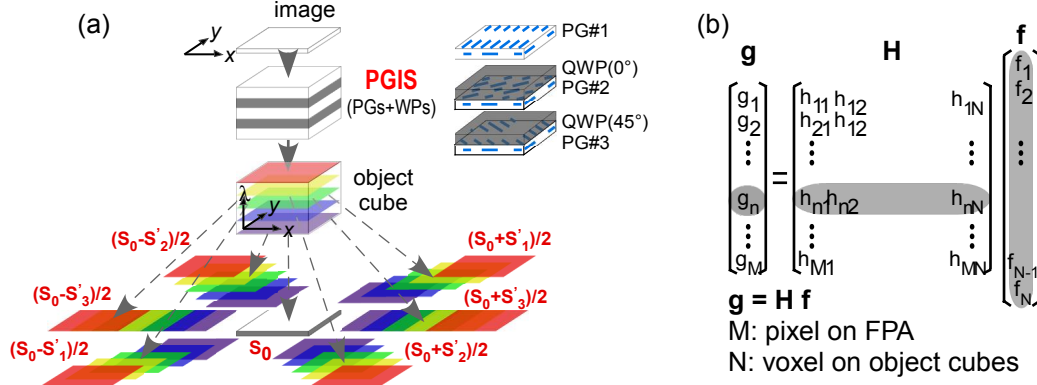 (a)
image
y
x
PGIS
(PGs+WPs)
PG#1
QWP(0°)
PG#2
QWP(45°)
PG#3
object
cube
λ
y
x
(S0-S'2)/2
(S0+S'1)/2
(S0-S'3)/2
(S0+S'3)/2
(S0-S'1)/2
S0
(S0+S'2)/2
(b)
g
H
f
g1
g2
gn
gM
=
h11 h12
h1N
h21 h12
hn1 hn2
hnN
hM1
hMN
f1
f2
fN-1
fN
g = H f
M: pixel on FPA
N: voxel on object cubes